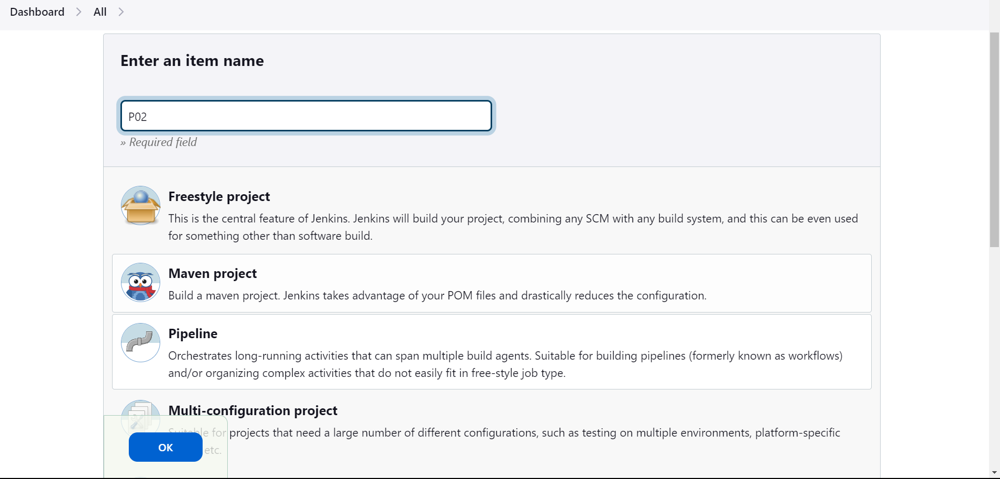 Dashboard > All >
Enter an item name
P02
» Required field
Freestyle project
This is the central feature of Jenkins. Jenkins will build your project, combining any SCM with any build system, and this can be even used
for something other than software build.
Maven project
Build a maven project. Jenkins takes advantage of your POM files and drastically reduces the configuration.
Pipeline
Orchestrates long-running activities that can span multiple build agents. Suitable for building pipelines (formerly known as workflows)
and/or organizing complex activities that do not easily fit in free-style job type.
Multi-configuration project
Suitable for projects that need a large number of different configurations, such as testing on multiple environments, platform-specific
etc.
OK